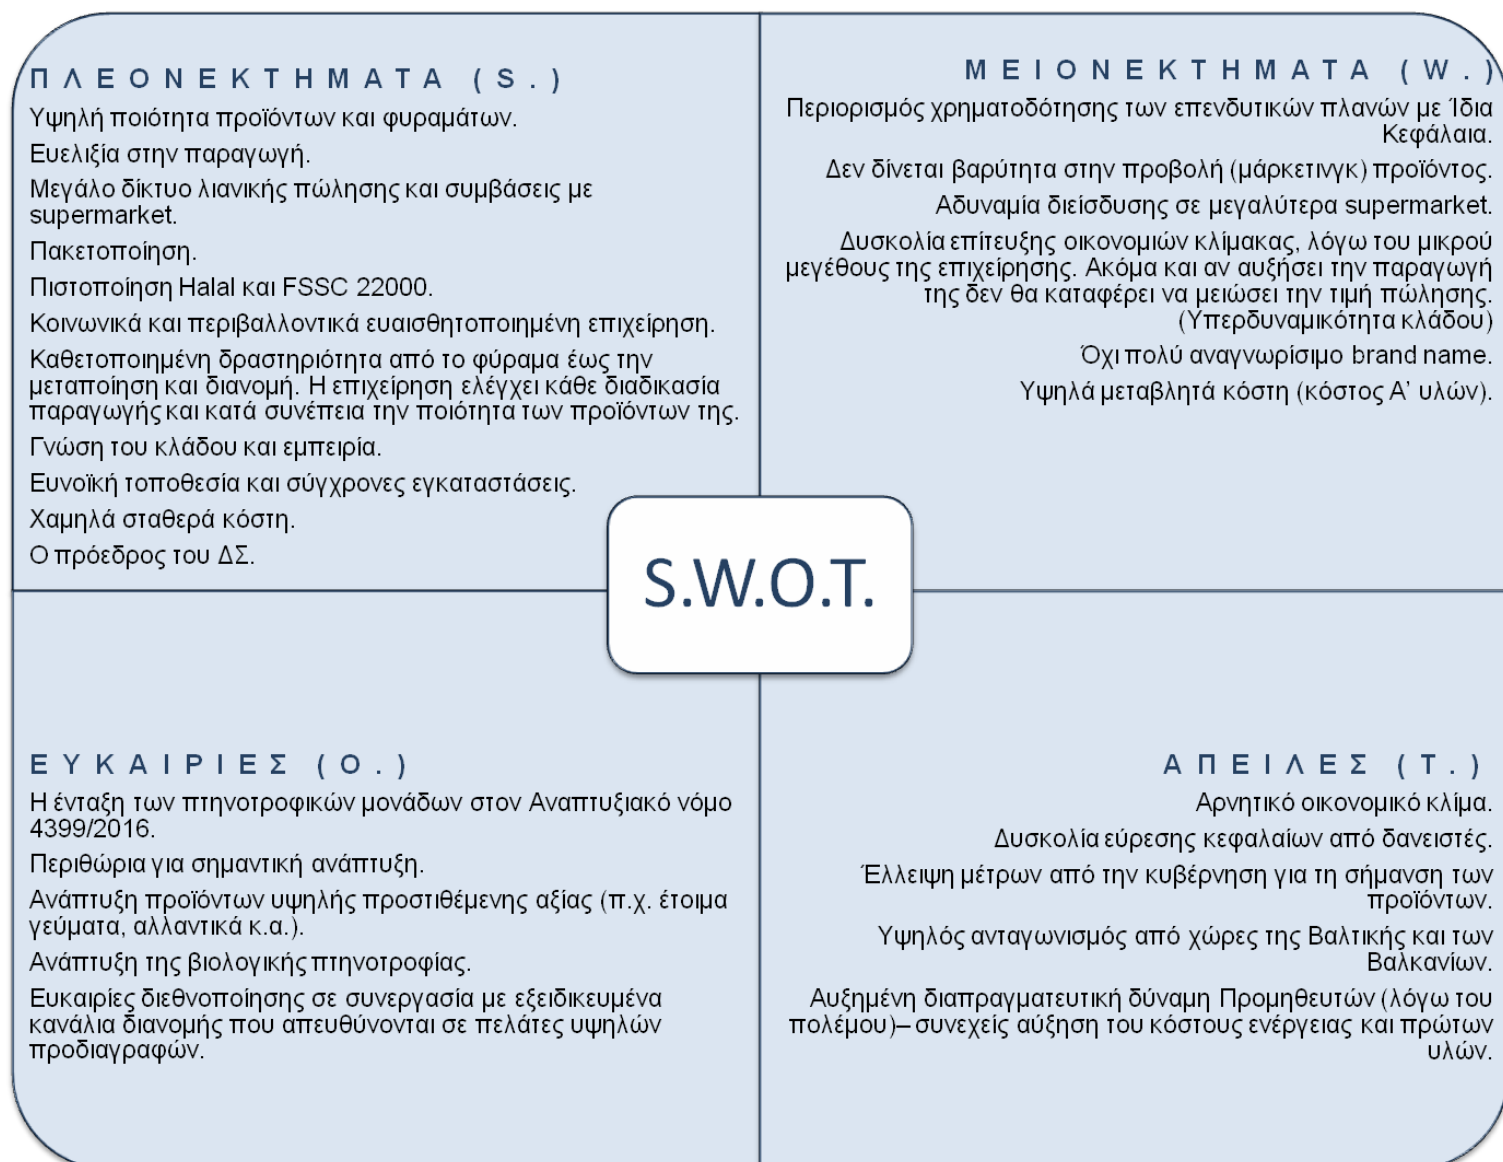 ΠΛΕΟΝΕΚΤΗΜΑΤΑ (S.)
Υψηλή ποιότητα προϊόντων και φυραμάτων.
Ευελιξία στην παραγωγή.
Μεγάλο δίκτυο λιανικής πώλησης και συμβάσεις με
supermarket.
Πακετοποίηση.
Πιστοποίηση Halal και FSSC 22000.
Κοινωνικά και περιβαλλοντικά ευαισθητοποιημένη επιχείρηση.
Καθετοποιημένη δραστηριότητα από το φύραμα έως την
μεταποίηση και διανομή. Η επιχείρηση ελέγχει κάθε διαδικασία
παραγωγής και κατά συνέπεια την ποιότητα των προϊόντων της.
Γνώση του κλάδου και εμπειρία.
Ευνοϊκή τοποθεσία και σύγχρονες εγκαταστάσεις.
Χαμηλά σταθερά κόστη.
Ο πρόεδρος του ΔΣ.
ΜΕΙΟΝΕΚΤΗΜΑΤΑ (W.)
Περιορισμός χρηματοδότησης των επενδυτικών πλανών με Ίδια
Κεφάλαια.
Δεν δίνεται βαρύτητα στην προβολή (μάρκετινγκ) προϊόντος.
Αδυναμία διείσδυσης σε μεγαλύτερα supermarket.
Δυσκολία επίτευξης οικονομιών κλίμακας, λόγω του μικρού
μεγέθους της επιχείρησης. Ακόμα και αν αυξήσει την παραγωγή
της δεν θα καταφέρει να μειώσει την τιμή πώλησης.
(Υπερδυναμικότητα κλάδου)
Όχι πολύ αναγνωρίσιμο brand name.
Υψηλά μεταβλητά κόστη (κόστος Α' υλών).
S.W.O.T.
ΕΥΚΑΙΡΙΕΣ (O.)
Η ένταξη των πτηνοτροφικών μονάδων στον Αναπτυξιακό νόμο
4399/2016.
Περιθώρια για σημαντική ανάπτυξη.
Ανάπτυξη προϊόντων υψηλής προστιθέμενης αξίας (π.χ. έτοιμα
γεύματα, αλλαντικά κ.α.).
Ανάπτυξη της βιολογικής πτηνοτροφίας.
Ευκαιρίες διεθνοποίησης σε συνεργασία με εξειδικευμένα
κανάλια διανομής που απευθύνονται σε πελάτες υψηλών
προδιαγραφών.
ΑΠΕΙΛΕΣ (T.)
Αρνητικό οικονομικό κλίμα.
Δυσκολία εύρεσης κεφαλαίων από δανειστές.
Έλλειψη μέτρων από την κυβέρνηση για τη σήμανση των
προϊόντων.
Υψηλός ανταγωνισμός από χώρες της Βαλτικής και των
Βαλκανίων.
Αυξημένη διαπραγματευτική δύναμη Προμηθευτών (λόγω του
πολέμου)– συνεχείς αύξηση του κόστους ενέργειας και πρώτων
υλών.